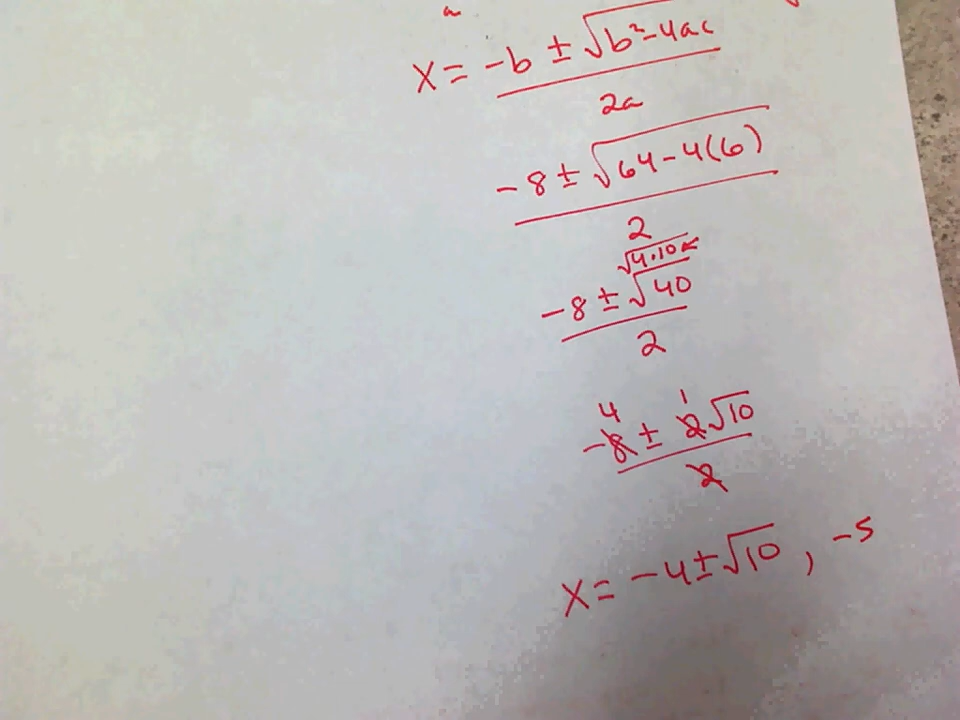 a
x = -b ± √b²-4ac
2a
-8 ± √64-4(6)
2
√4·10
-8 ± √40
2
4 1
-8 ± 2√10
2
x = -4 ± √10 , -5